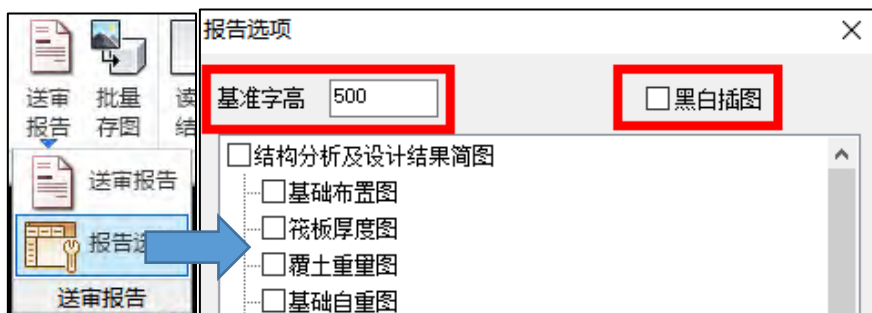 送审 批量 读
报告 存图 结
送审报告
报告选
送审报告
报告选项
基准字高 500 黑白插图
结构分析及设计结果简图
基础布置图
筏板厚度图
覆土重量图
基础自重图